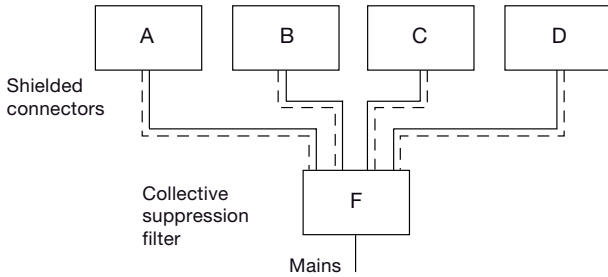 A
B
C
D
Shielded
connectors
Collective
suppression
filter
F
Mains